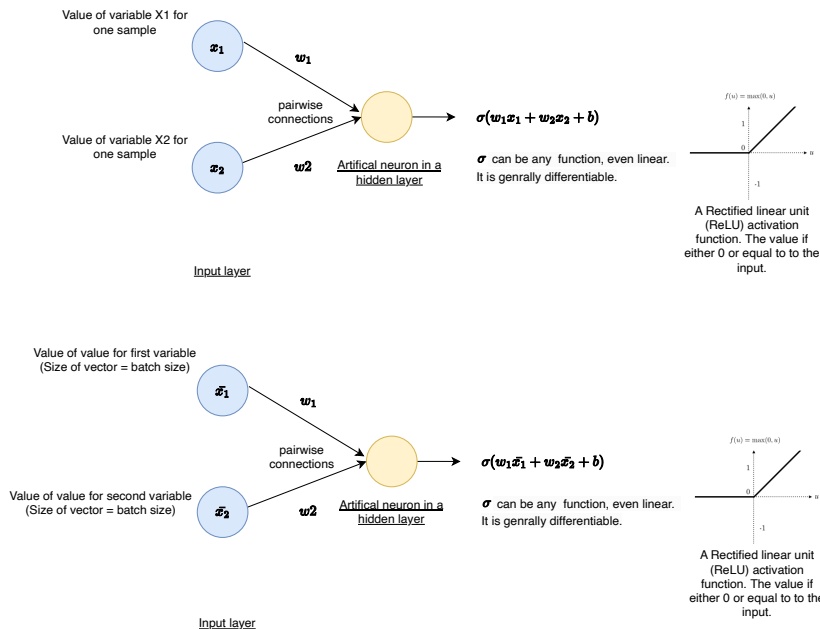 Value of variable X1 for
one sample
x₁
w₁
f(u) = max(0, u)
1
0
u
-1
pairwise
connections
σ(w₁x₁ + w₂x₂ + b)
Value of variable X2 for
one sample
x₂
w2
Artifical neuron in a
hidden layer
σ can be any function, even linear.
It is genrally differentiable.
A Rectified linear unit
(ReLU) activation
function. The value if
either 0 or equal to to the
input.
Input layer
Value of value for first variable
(Size of vector = batch size)
x̄₁
w₁
f(u) = max(0, u)
1
0
u
-1
pairwise
connections
σ(w₁x̄₁ + w₂x̄₂ + b)
Value of value for second variable
(Size of vector = batch size)
x̄₂
w2
Artifical neuron in a
hidden layer
σ can be any function, even linear.
It is genrally differentiable.
A Rectified linear unit
(ReLU) activation
function. The value if
either 0 or equal to to the
input.
Input layer